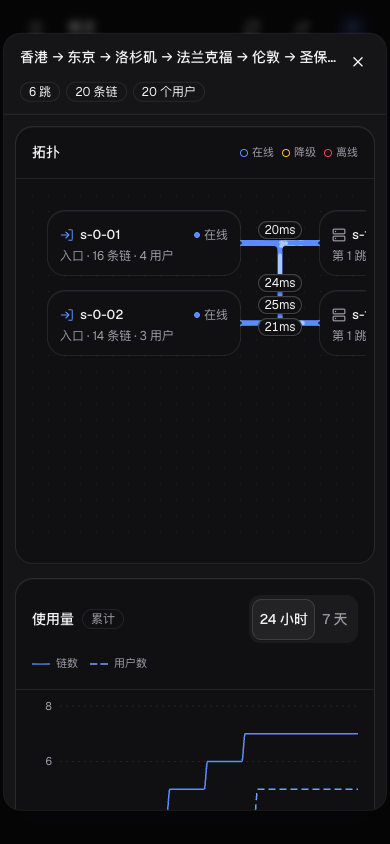 香港 → 东京 → 洛杉矶 → 法兰克福 → 伦敦 → 圣保...
6 跳 20 条链 20 个用户
拓扑 在线 降级 离线
s-0-01 在线
入口 · 16 条链 · 4 用户
20ms
s-
第 1 跳
24ms
s-0-02 在线
入口 · 14 条链 · 3 用户
25ms
21ms
s-
第 1 跳
使用量 累计 24 小时 7 天
链数 用户数
8
6